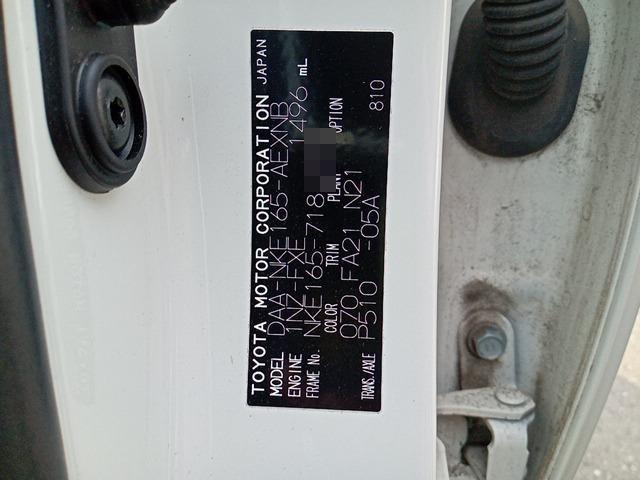 TOYOTA MOTOR CORPORATION JAPAN
MODEL DAA-NKE165-AEXNB
ENGINE 1NZ-FXE 1496 mL
FRAME No. NKE165-718
COLOR TRIM PLANT OPTION
070 FA21 N21 810
TRANS./AXLE P510 -05A